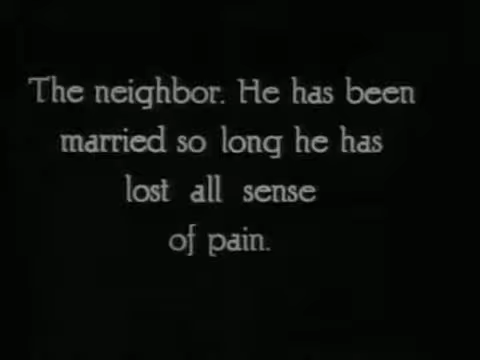 The neighbor. He has been
married so long he has
lost all sense
of pain.